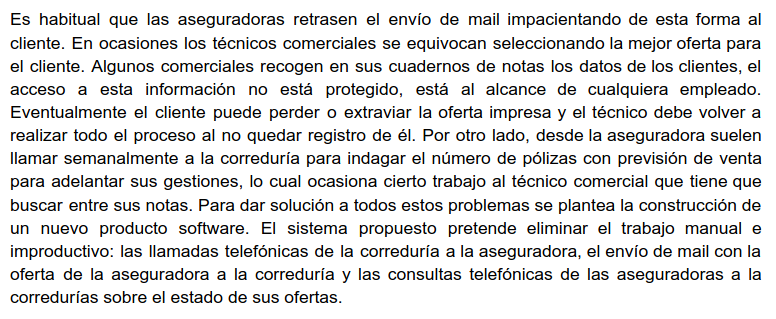 Es habitual que las aseguradoras retrasen el envío de mail impacientando de esta forma al
cliente. En ocasiones los técnicos comerciales se equivocan seleccionando la mejor oferta para
el cliente. Algunos comerciales recogen en sus cuadernos de notas los datos de los clientes, el
acceso a esta información no está protegido, está al alcance de cualquiera empleado.
Eventualmente el cliente puede perder o extraviar la oferta impresa y el técnico debe volver a
realizar todo el proceso al no quedar registro de él. Por otro lado, desde la aseguradora suelen
llamar semanalmente a la correduría para indagar el número de pólizas con previsión de venta
para adelantar sus gestiones, lo cual ocasiona cierto trabajo al técnico comercial que tiene que
buscar entre sus notas. Para dar solución a todos estos problemas se plantea la construcción de
un nuevo producto software. El sistema propuesto pretende eliminar el trabajo manual e
improductivo: las llamadas telefónicas de la correduría a la aseguradora, el envío de mail con la
oferta de la aseguradora a la correduría y las consultas telefónicas de las aseguradoras a la
corredurías sobre el estado de sus ofertas.